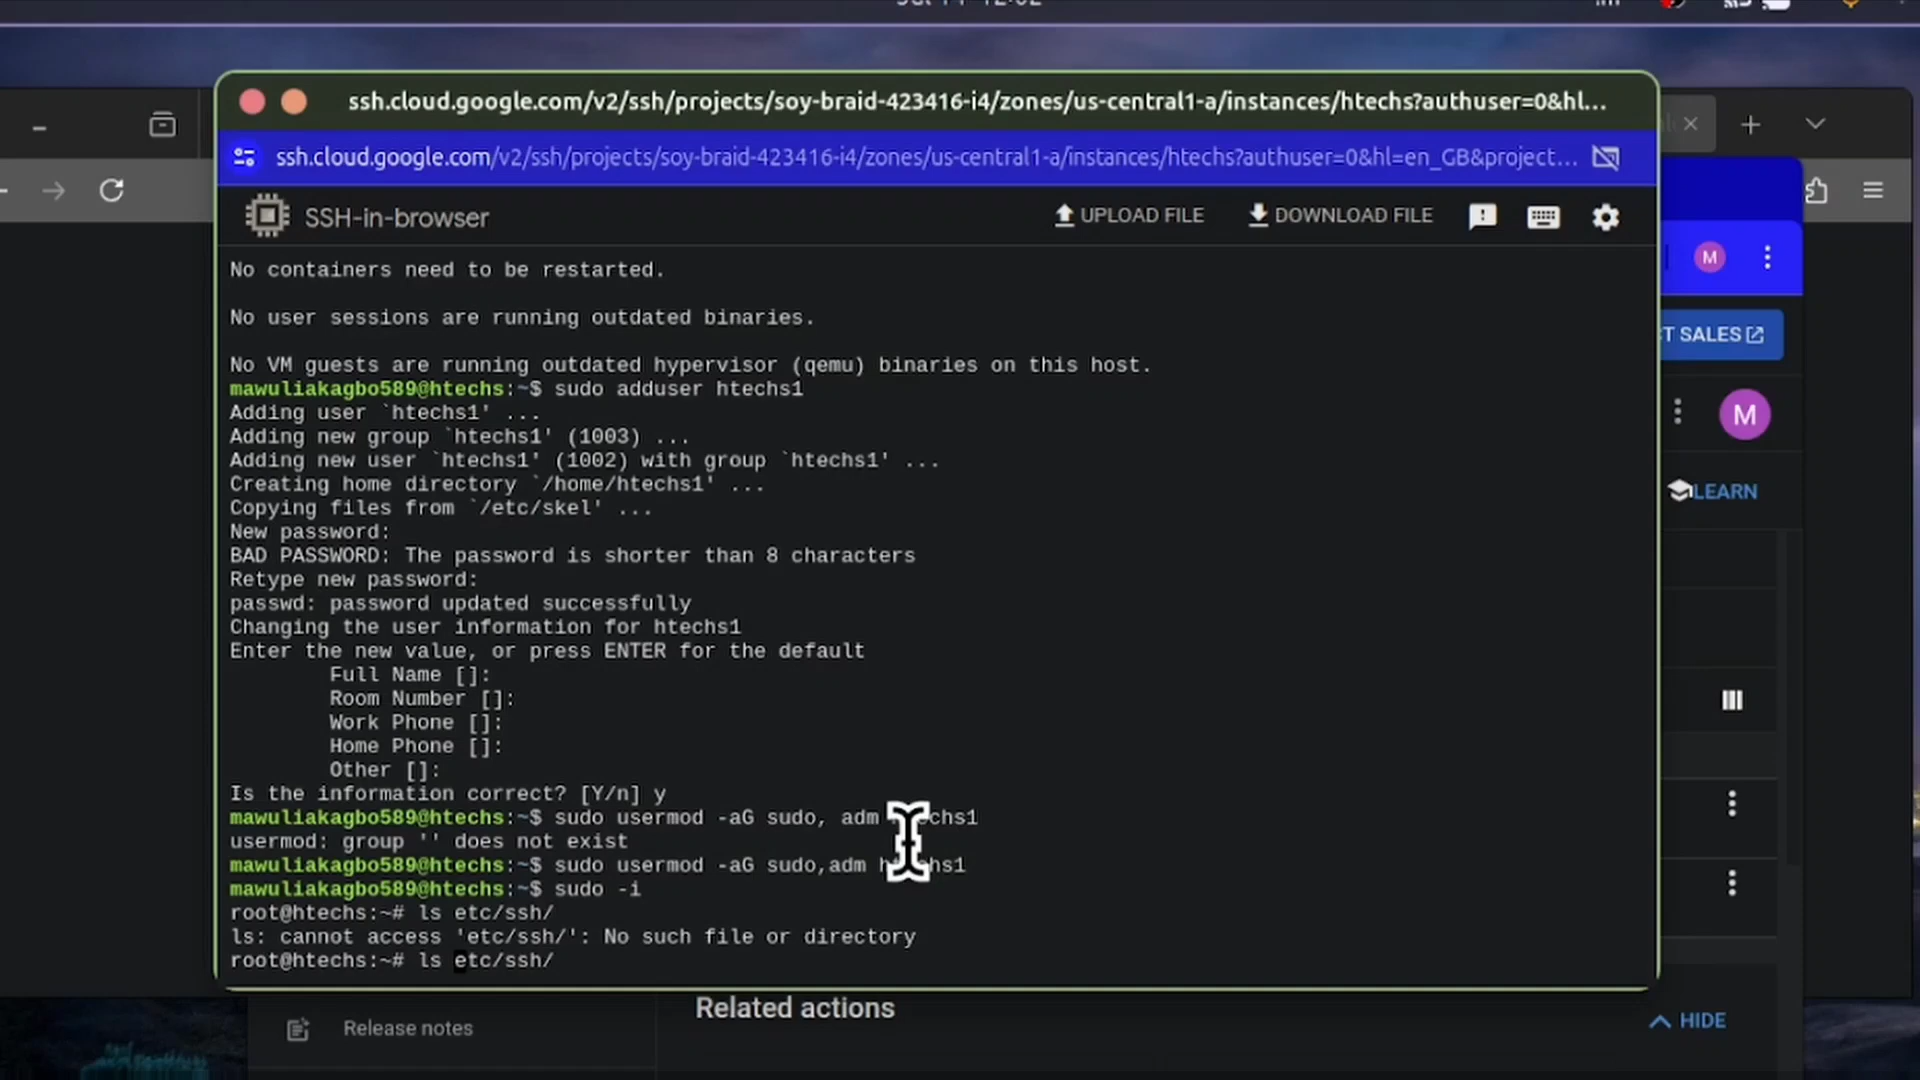 ssh.cloud.google.com/v2/ssh/projects/soy-braid-423416-i4/zones/us-central1-a/instances/htechs?authuser=0&hl...
ssh.cloud.google.com/v2/ssh/projects/soy-braid-423416-i4/zones/us-central1-a/instances/htechs?authuser=0&hl=en_GB&project...
SSH-in-browser
UPLOAD FILE
DOWNLOAD FILE
M
T SALES
M
LEARN
No containers need to be restarted.
No user sessions are running outdated binaries.
No VM guests are running outdated hypervisor (qemu) binaries on this host.
mawuliakagbo589@htechs:~$ sudo adduser htechs1
Adding user `htechs1' ...
Adding new group `htechs1' (1003) ...
Adding new user `htechs1' (1002) with group `htechs1' ...
Creating home directory `/home/htechs1' ...
Copying files from `/etc/skel' ...
New password:
BAD PASSWORD: The password is shorter than 8 characters
Retype new password:
passwd: password updated successfully
Changing the user information for htechs1
Enter the new value, or press ENTER for the default
Full Name []:
Room Number []:
Work Phone []:
Home Phone []:
Other []:
Is the information correct? [Y/n] y
mawuliakagbo589@htechs:~$ sudo usermod -aG sudo, adm htechs1
usermod: group '' does not exist
mawuliakagbo589@htechs:~$ sudo usermod -aG sudo,adm htechs1
mawuliakagbo589@htechs:~$ sudo -i
root@htechs:~# ls etc/ssh/
ls: cannot access 'etc/ssh/': No such file or directory
root@htechs:~# ls etc/ssh/
Related actions
Release notes
HIDE